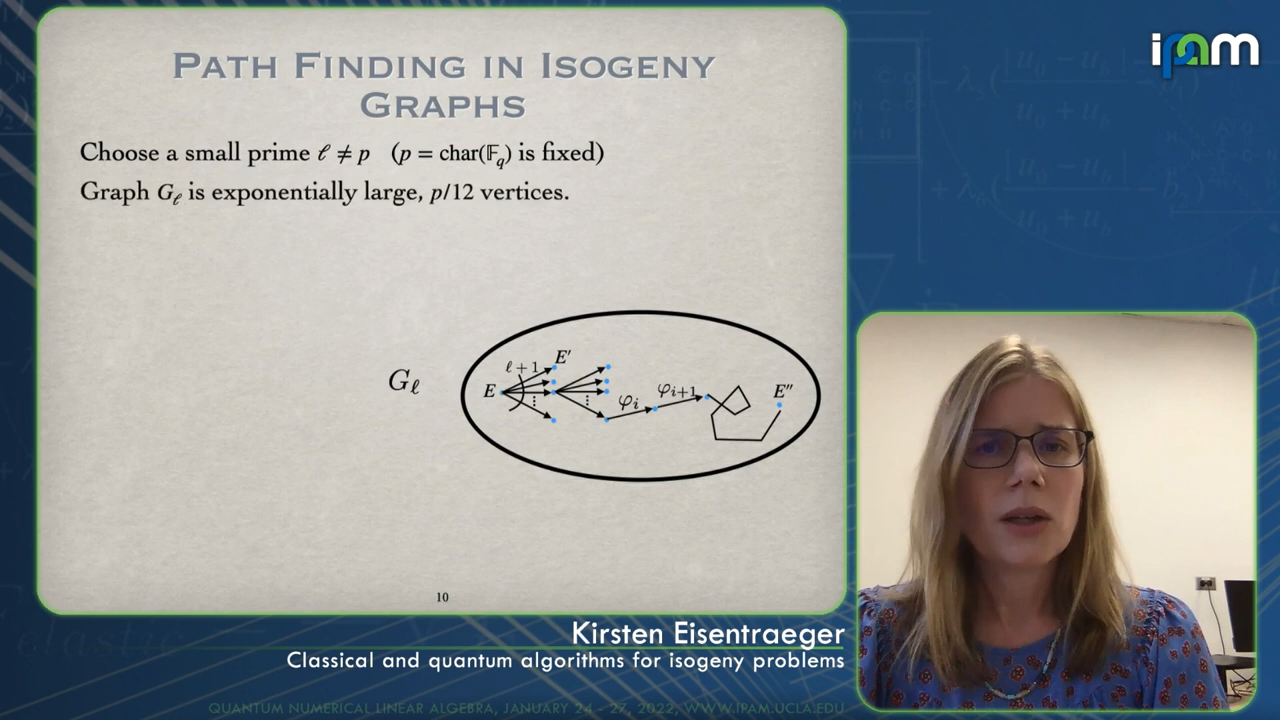 PATH FINDING IN ISOGENY
GRAPHS
Choose a small prime ℓ ≠ p (p = char(𝔽_q) is fixed)
Graph G_ℓ is exponentially large, p/12 vertices.
G_ℓ
E
ℓ+1
E′
⋮
⋮
φ_i
φ_{i+1}
E″
10
ipam
Kirsten Eisentraeger
Classical and quantum algorithms for isogeny problems
QUANTUM NUMERICAL LINEAR ALGEBRA, JANUARY 24 - 27, 2022, WWW.IPAM.UCLA.EDU